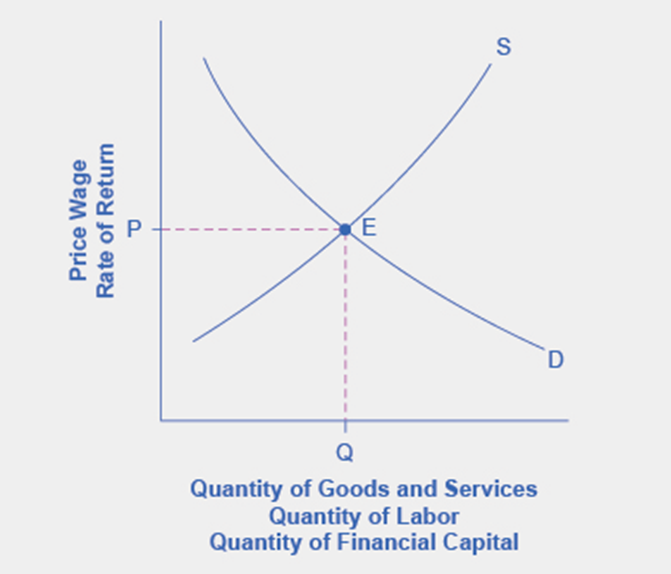 S
Price Wage
Rate of Return
P
E
D
Q
Quantity of Goods and Services
Quantity of Labor
Quantity of Financial Capital